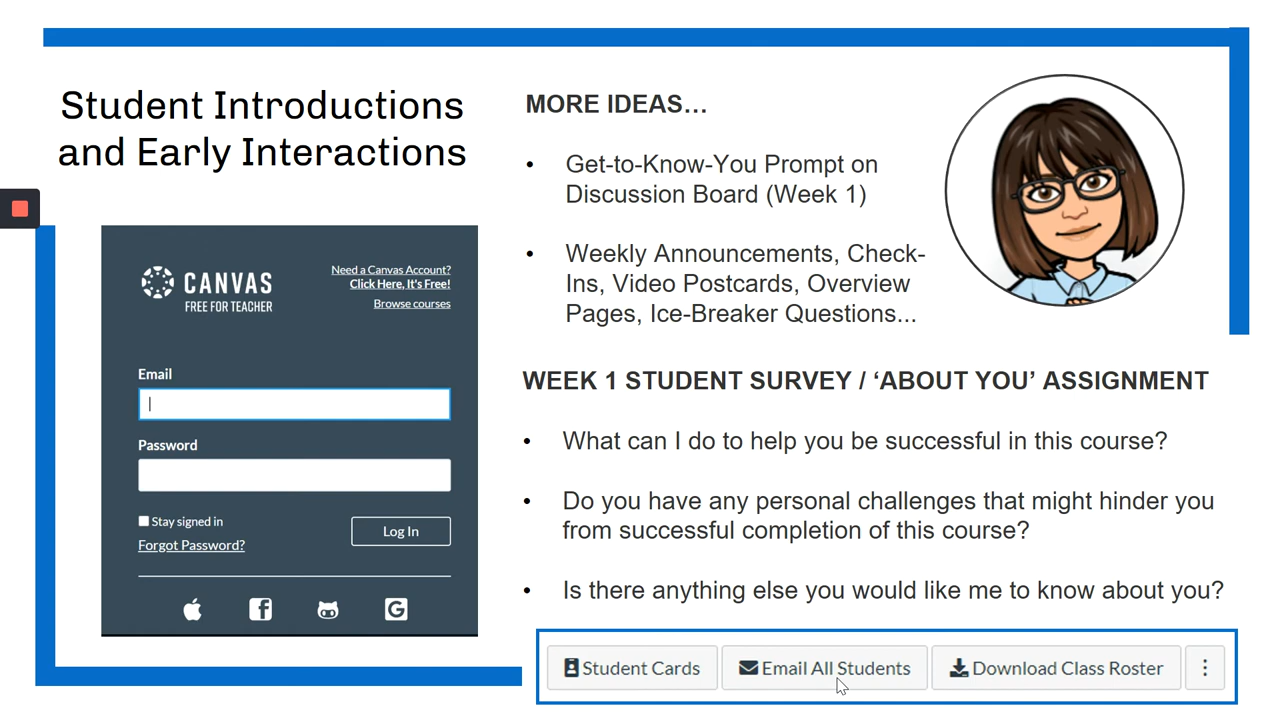 Student Introductions
and Early Interactions
MORE IDEAS…
• Get-to-Know-You Prompt on
Discussion Board (Week 1)
• Weekly Announcements, Check-
Ins, Video Postcards, Overview
Pages, Ice-Breaker Questions...
CANVAS
FREE FOR TEACHER
Need a Canvas Account?
Click Here, It's Free!
Browse courses
Email
Password
Stay signed in
Forgot Password?
Log In
WEEK 1 STUDENT SURVEY / ‘ABOUT YOU’ ASSIGNMENT
• What can I do to help you be successful in this course?
• Do you have any personal challenges that might hinder you
from successful completion of this course?
• Is there anything else you would like me to know about you?
Student Cards
Email All Students
Download Class Roster